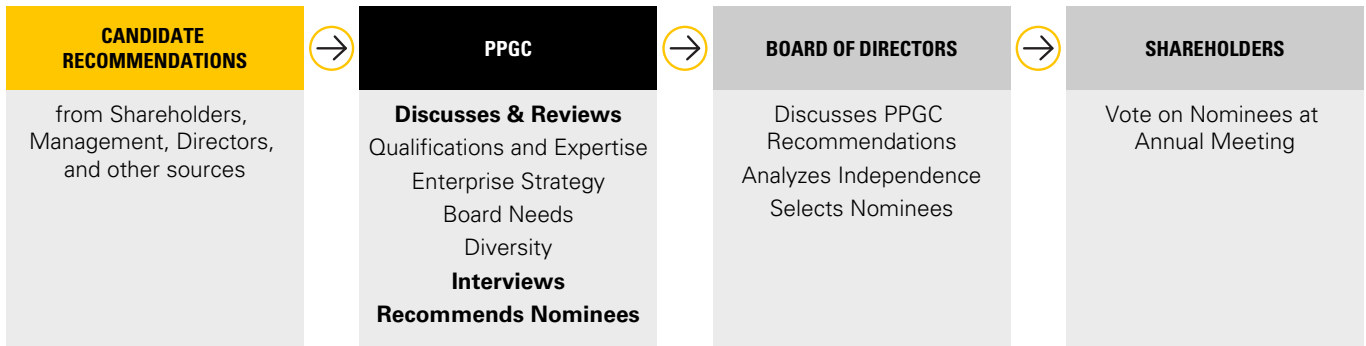 CANDIDATE
RECOMMENDATIONS
from Shareholders,
Management, Directors,
and other sources
PPGC
Discusses & Reviews
Qualifications and Expertise
Enterprise Strategy
Board Needs
Diversity
Interviews
Recommends Nominees
BOARD OF DIRECTORS
Discusses PPGC
Recommendations
Analyzes Independence
Selects Nominees
SHAREHOLDERS
Vote on Nominees at
Annual Meeting